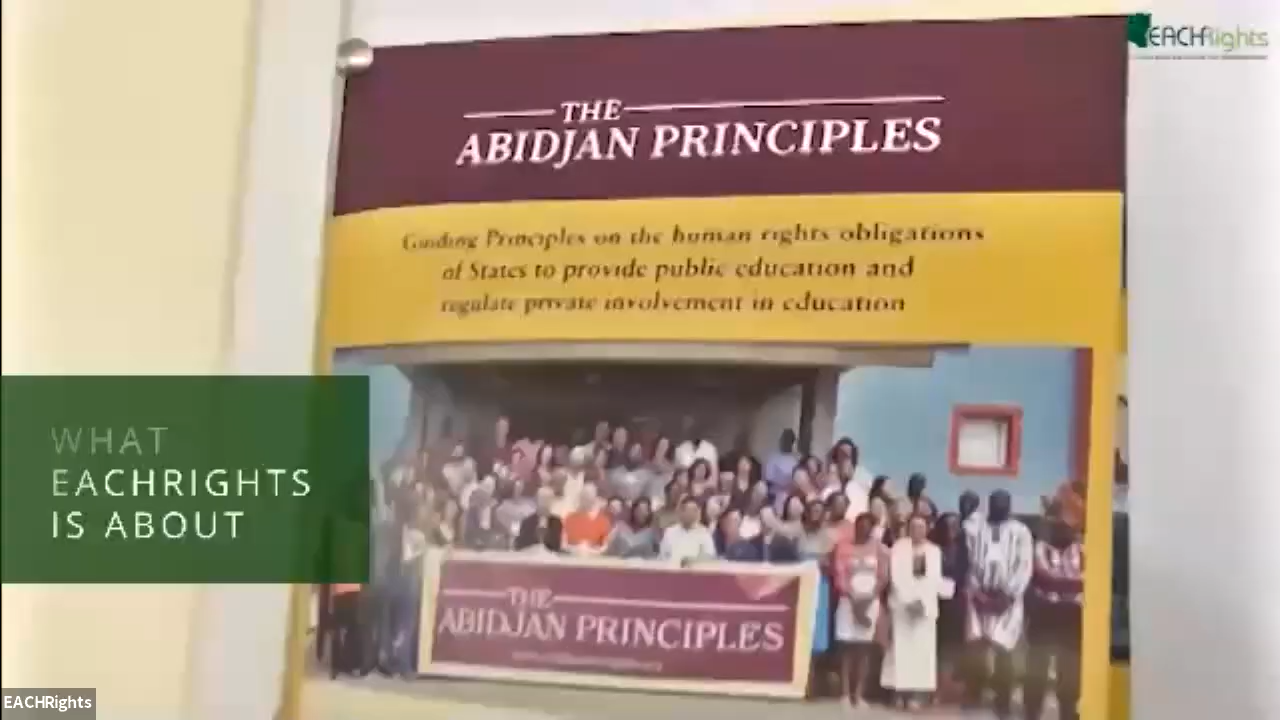 EACHRights
THE
ABIDJAN PRINCIPLES
Guiding Principles on the human rights obligations
of States to provide public education and
regulate private involvement in education
WHAT
EACHRIGHTS
IS ABOUT
THE
ABIDJAN PRINCIPLES
EACHRights